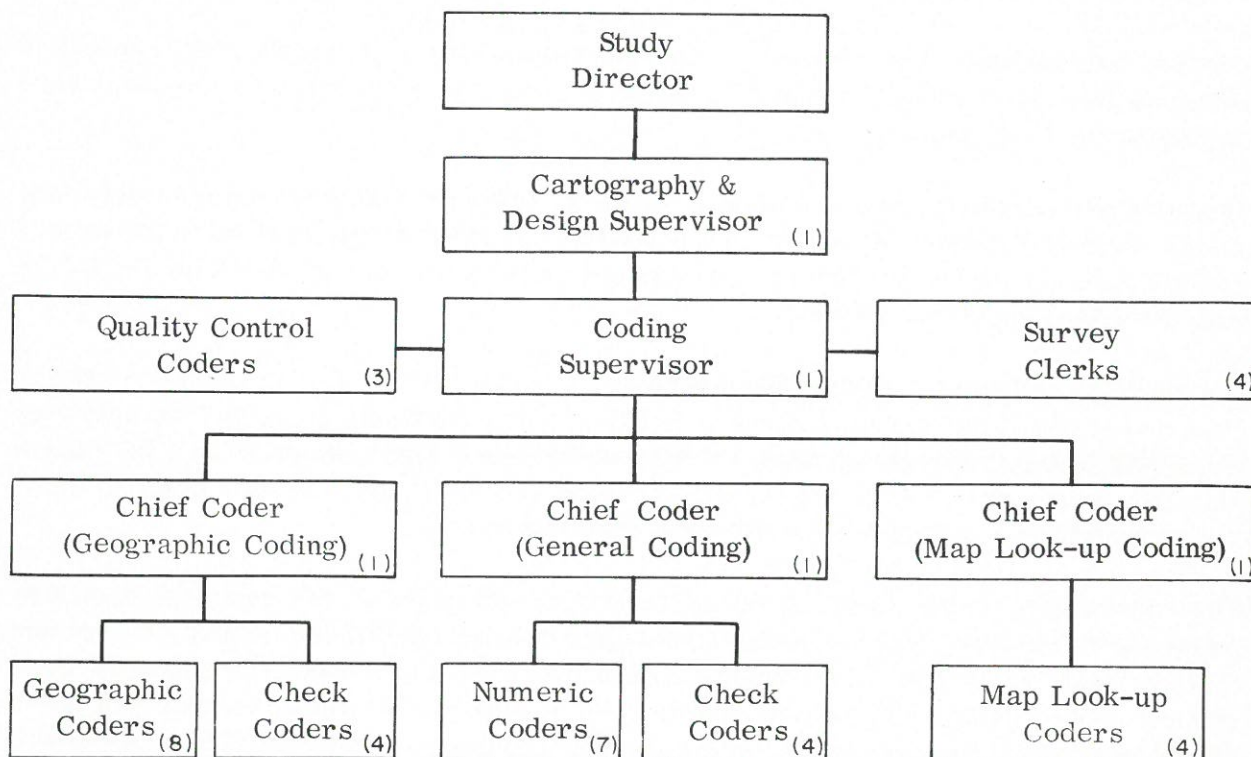 Study
Director
Cartography &
Design Supervisor (1)
Quality Control
Coders (3)
Coding
Supervisor (1)
Survey
Clerks (4)
Chief Coder
(Geographic Coding) (1)
Chief Coder
(General Coding) (1)
Chief Coder
(Map Look-up Coding) (1)
Geographic
Coders (8)
Check
Coders (4)
Numeric
Coders (7)
Check
Coders (4)
Map Look-up
Coders (4)